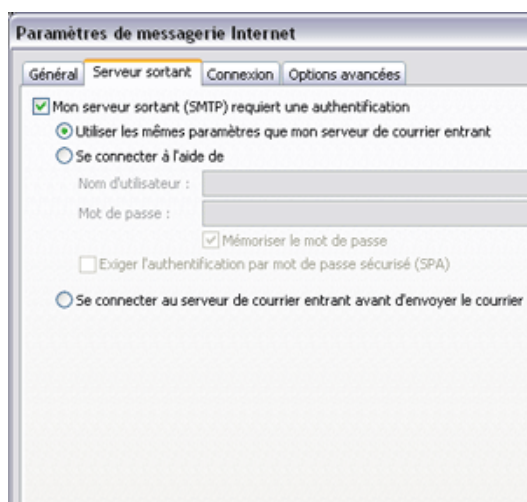 Paramètres de messagerie Internet
Général Serveur sortant Connexion Options avancées
Mon serveur sortant (SMTP) requiert une authentification
Utiliser les mêmes paramètres que mon serveur de courrier entrant
Se connecter à l'aide de
Nom d'utilisateur :
Mot de passe :
Mémoriser le mot de passe
Exiger l'authentification par mot de passe sécurisé (SPA)
Se connecter au serveur de courrier entrant avant d'envoyer le courrier